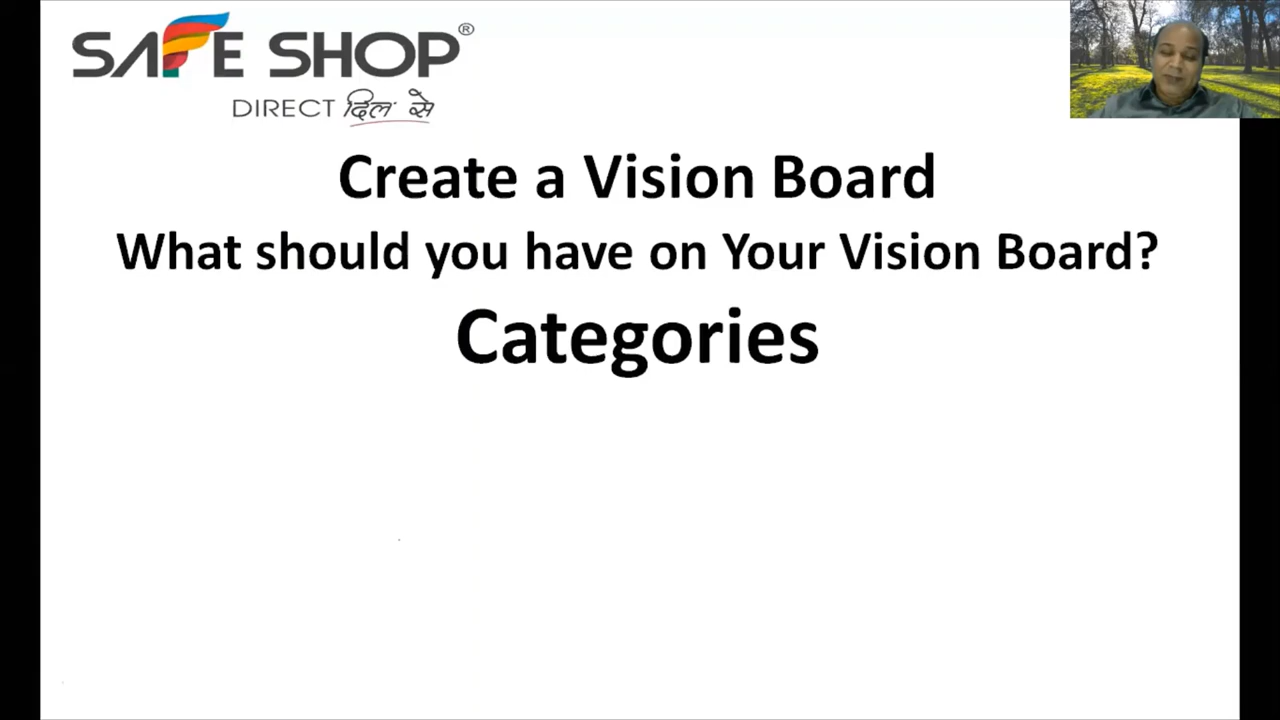 SAFE SHOP®
DIRECT दिल से
Create a Vision Board
What should you have on Your Vision Board?
Categories